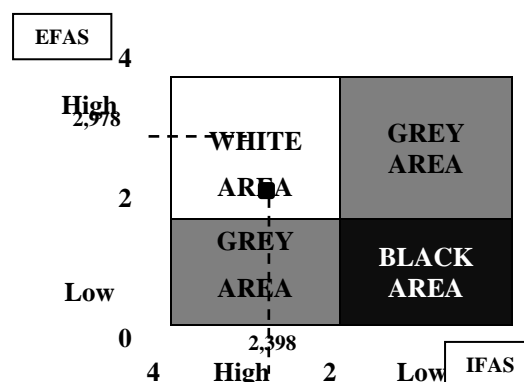 EFAS
4
High
2,978
WHITE
AREA
GREY
AREA
2
GREY
AREA
BLACK
AREA
Low
0
2,398
4
High
2
Low
IFAS